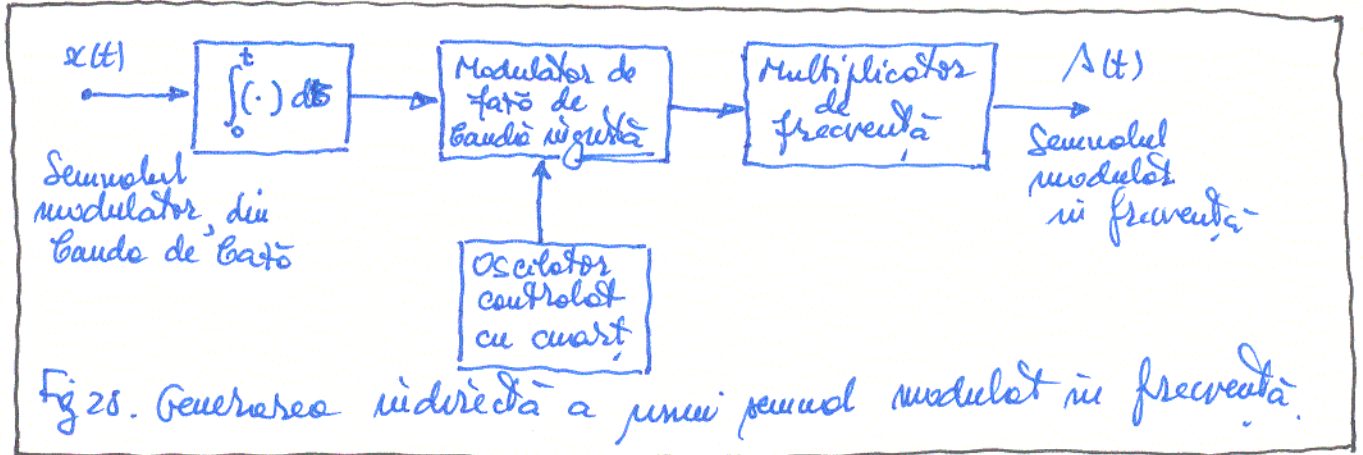 x(t)
∫₀ᵗ(·) dt
Modulator de
fază de
bandă îngustă
Multiplicator
de
frecvență
s(t)
Semnalul
modulator, din
banda de bază
Semnalul
modulat
în frecvență
Oscilator
controlat
cu cuarț
Fig 28. Generarea indirectă a unui semnal modulat în frecvență.